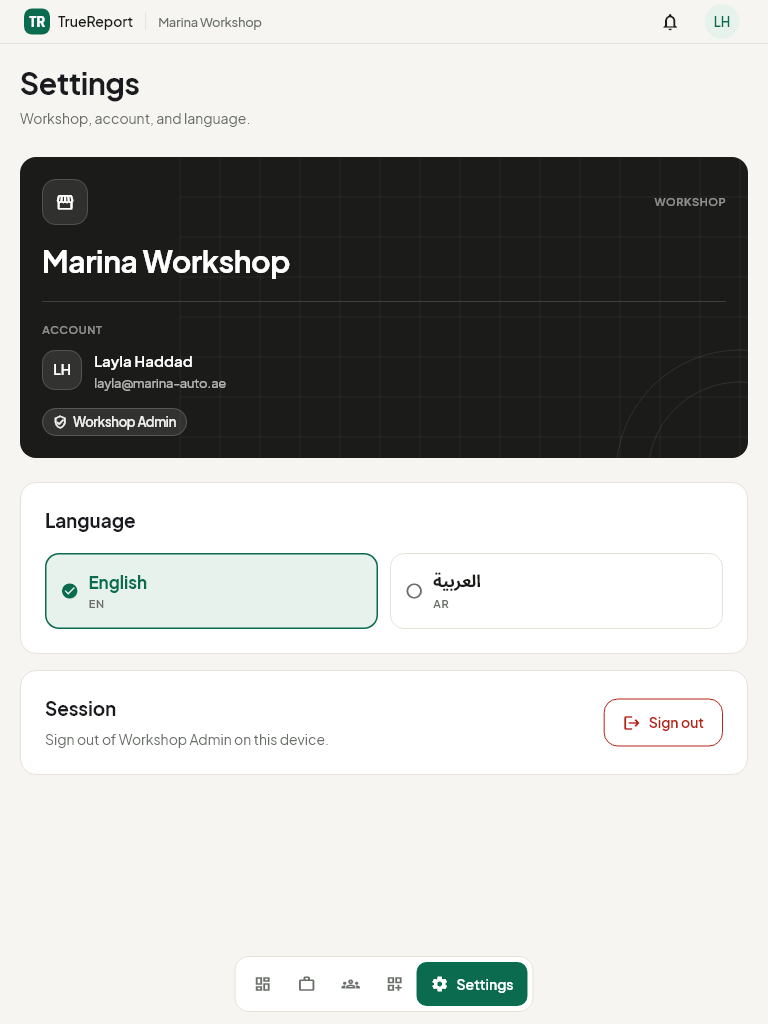 TR TrueReport Marina Workshop LH
Settings
Workshop, account, and language.
WORKSHOP
Marina Workshop
ACCOUNT
LH
Layla Haddad
layla@marina-auto.ae
Workshop Admin
Language
English
EN
العربية
AR
Session
Sign out of Workshop Admin on this device.
Sign out
Settings